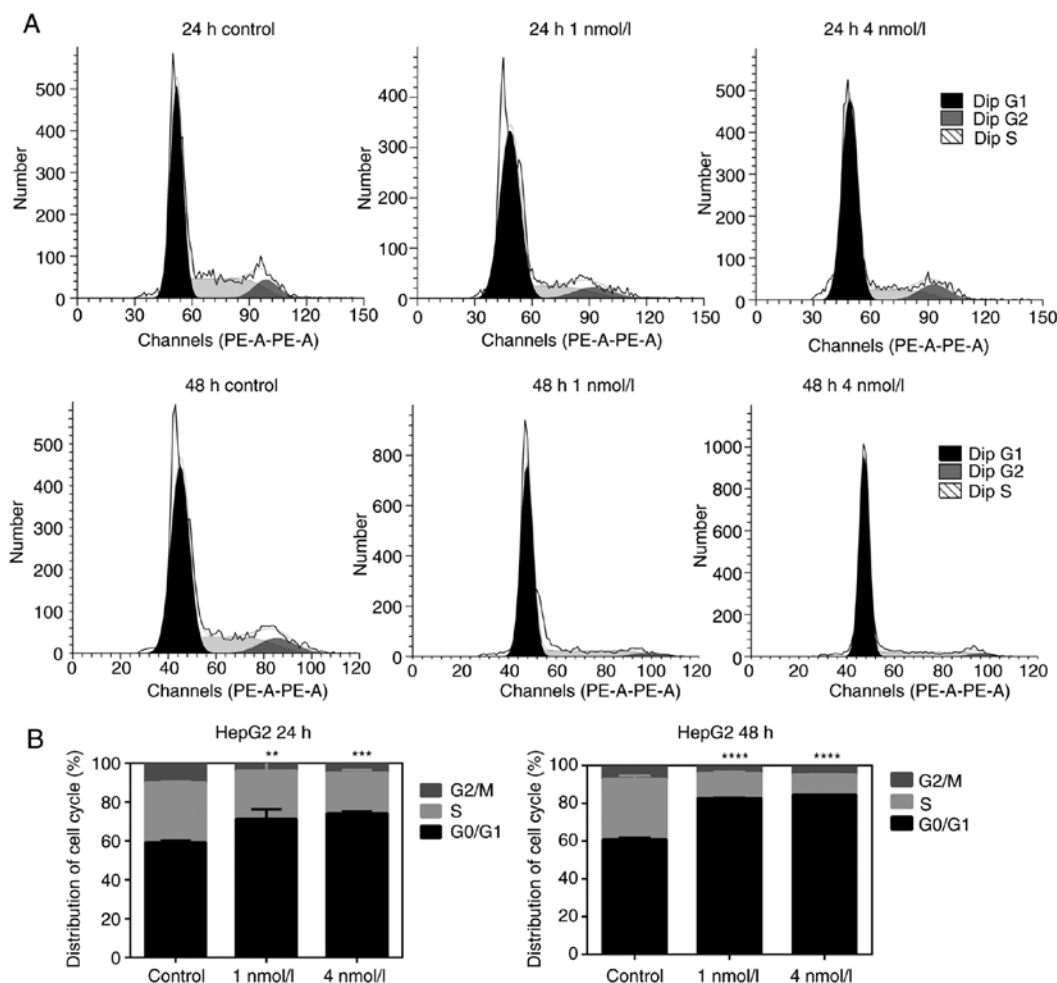 A
24 h control
24 h 1 nmol/l
24 h 4 nmol/l
Number
500
400
300
200
100
0
0 30 60 90 120 150
Channels (PE-A-PE-A)
Number
400
300
200
100
0
0 30 60 90 120 150
Channels (PE-A-PE-A)
Number
500
400
300
200
100
0
0 30 60 90 120 150
Channels (PE-A-PE-A)
Dip G1
Dip G2
Dip S
48 h control
48 h 1 nmol/l
48 h 4 nmol/l
Number
500
400
300
200
100
0
0 20 40 60 80 100 120
Channels (PE-A-PE-A)
Number
800
600
400
200
0
0 20 40 60 80 100 120
Channels (PE-A-PE-A)
Number
1000
800
600
400
200
0
0 20 40 60 80 100 120
Channels (PE-A-PE-A)
Dip G1
Dip G2
Dip S
B
HepG2 24 h
Distribution of cell cycle (%)
100
80
60
40
20
0
** ***
Control 1 nmol/l 4 nmol/l
G2/M
S
G0/G1
HepG2 48 h
Distribution of cell cycle (%)
100
80
60
40
20
0
**** ****
Control 1 nmol/l 4 nmol/l
G2/M
S
G0/G1